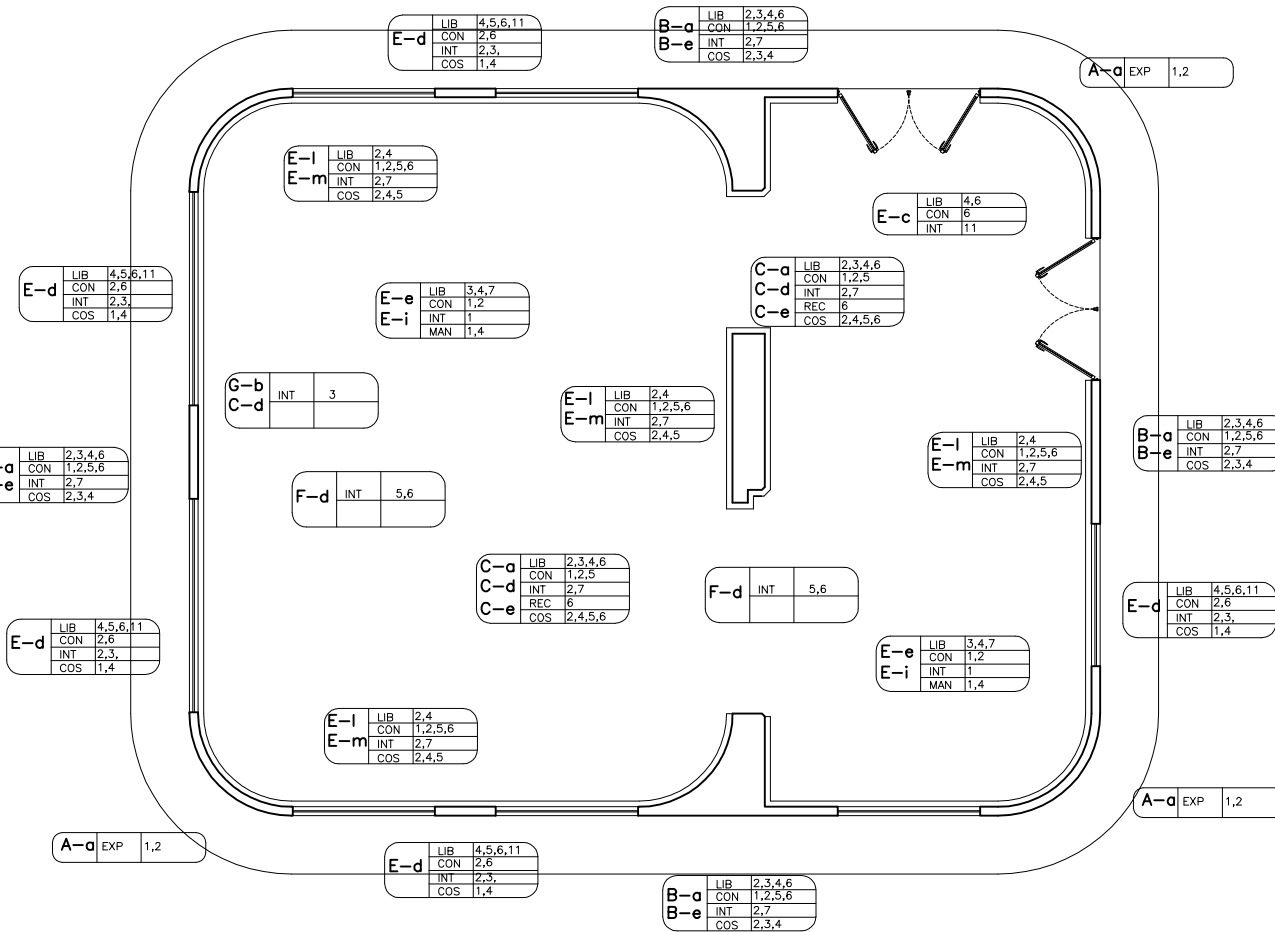 E-d
LIB 4,5,6,11
CON 2,6
INT 2,3,
COS 1,4
B-a
B-e
LIB 2,3,4,6
CON 1,2,5,6
INT 2,7
COS 2,3,4
A-a EXP 1,2
E-l
E-m
LIB 2,4
CON 1,2,5,6
INT 2,7
COS 2,4,5
E-c
LIB 4,6
CON 6
INT 11
E-d
LIB 4,5,6,11
CON 2,6
INT 2,3,
COS 1,4
E-e
E-i
LIB 3,4,7
CON 1,2
INT 1
MAN 1,4
C-a
C-d
C-e
LIB 2,3,4,6
CON 1,2,5
INT 2,7
REC 6
COS 2,4,5,6
G-b
C-d
INT 3
E-l
E-m
LIB 2,4
CON 1,2,5,6
INT 2,7
COS 2,4,5
E-l
E-m
LIB 2,4
CON 1,2,5,6
INT 2,7
COS 2,4,5
B-a
B-e
LIB 2,3,4,6
CON 1,2,5,6
INT 2,7
COS 2,3,4
-a
-e
LIB 2,3,4,6
CON 1,2,5,6
INT 2,7
COS 2,3,4
F-d INT 5,6
INT
C-a
C-d
C-e
LIB 2,3,4,6
CON 1,2,5
INT 2,7
REC 6
COS 2,4,5,6
F-d INT 5,6
E-d
LIB 4,5,6,11
CON 2,6
INT 2,3,
COS 1,4
E-d
LIB 4,5,6,11
CON 2,6
INT 2,3,
COS 1,4
E-e
E-i
LIB 3,4,7
CON 1,2
INT 1
MAN 1,4
E-l
E-m
LIB 2,4
CON 1,2,5,6
INT 2,7
COS 2,4,5
A-a EXP 1,2
A-a EXP 1,2
E-d
LIB 4,5,6,11
CON 2,6
INT 2,3,
COS 1,4
B-a
B-e
LIB 2,3,4,6
CON 1,2,5,6
INT 2,7
COS 2,3,4